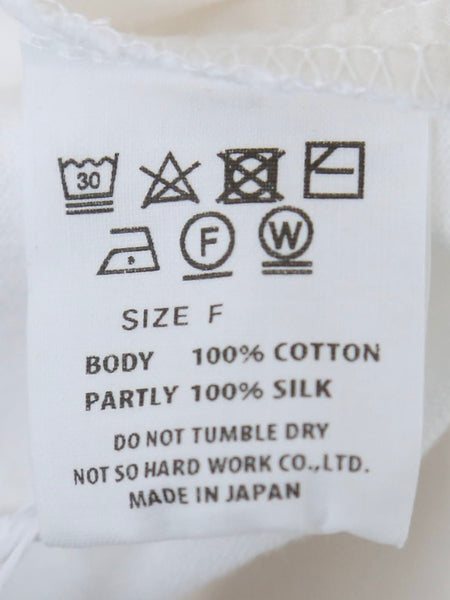 30
F W
SIZE F
BODY 100% COTTON
PARTLY 100% SILK
DO NOT TUMBLE DRY
NOT SO HARD WORK CO.,LTD.
MADE IN JAPAN